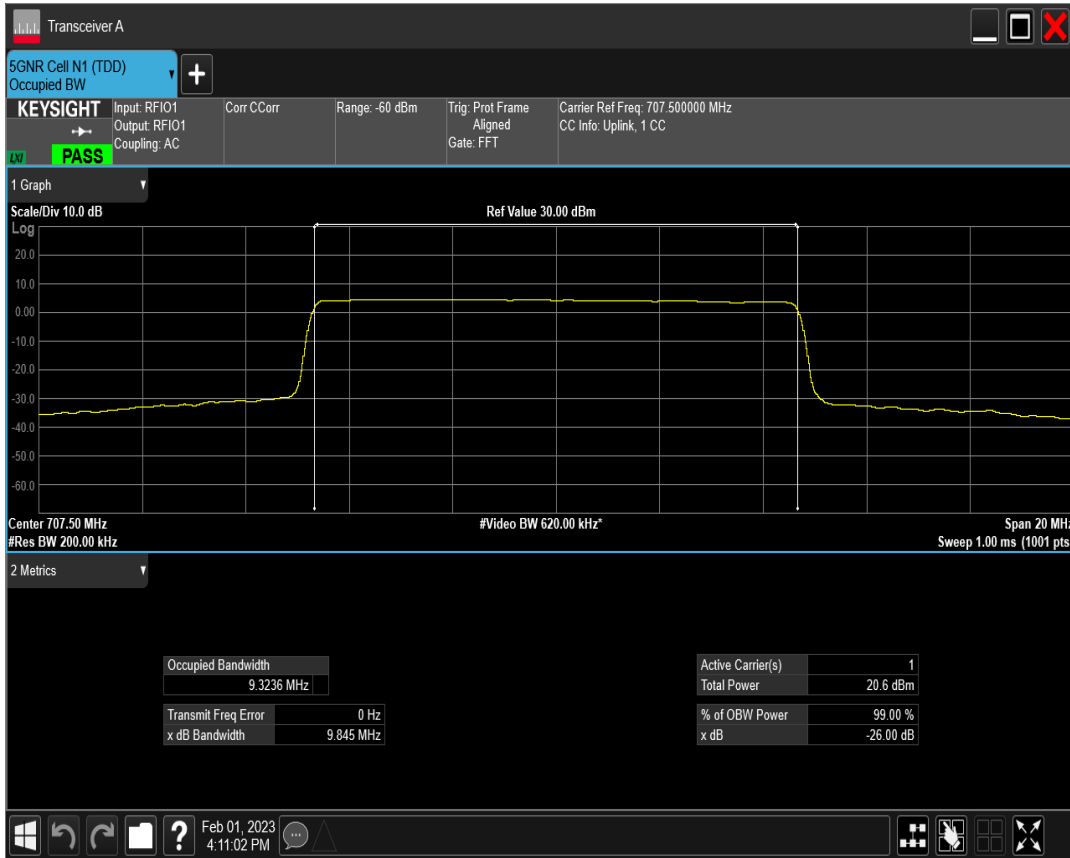 Transceiver A
5GNR Cell N1 (TDD)
Occupied BW
KEYSIGHT
LXI
PASS
Input: RFIO1
Output: RFIO1
Coupling: AC
Corr CCorr
Range: -60 dBm
Trig: Prot Frame
Aligned
Gate: FFT
Carrier Ref Freq: 707.500000 MHz
CC Info: Uplink, 1 CC
1 Graph
Scale/Div 10.0 dB
Ref Value 30.00 dBm
Log
20.0
10.0
0.00
-10.0
-20.0
-30.0
-40.0
-50.0
-60.0
Center 707.50 MHz
#Video BW 620.00 kHz*
Span 20 MHz
#Res BW 200.00 kHz
Sweep 1.00 ms (1001 pts
2 Metrics
Occupied Bandwidth
9.3236 MHz
Transmit Freq Error 0 Hz
x dB Bandwidth 9.845 MHz
Active Carrier(s) 1
Total Power 20.6 dBm
% of OBW Power 99.00 %
x dB -26.00 dB
Feb 01, 2023
4:11:02 PM